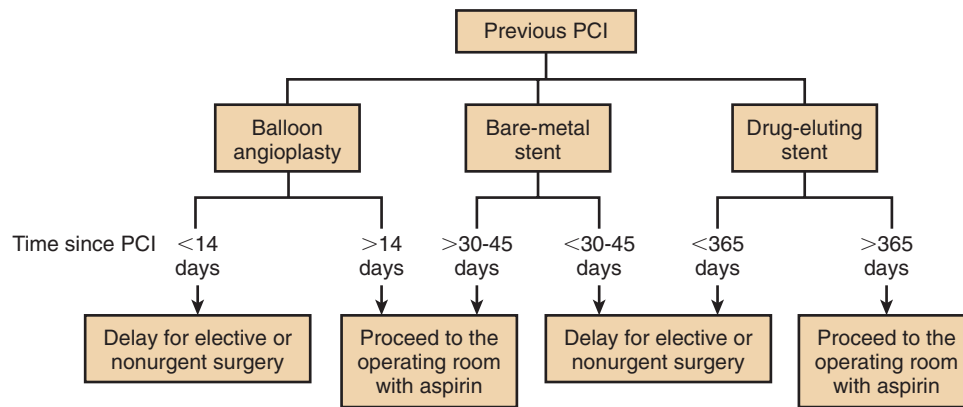 Previous PCI
Balloon
angioplasty
Bare-metal
stent
Drug-eluting
stent
Time since PCI
<14
days
>14
days
>30-45
days
<30-45
days
<365
days
>365
days
Delay for elective or
nonurgent surgery
Proceed to the
operating room
with aspirin
Delay for elective or
nonurgent surgery
Proceed to the
operating room
with aspirin